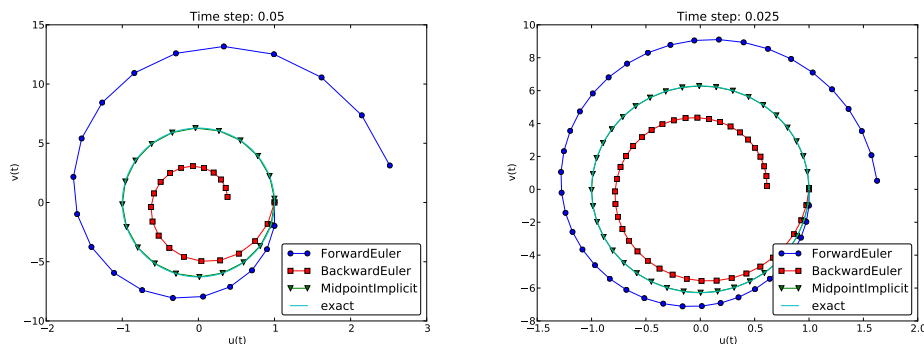 Time step: 0.05
15
10
5
0
−5
−10
v(t)
−2
−1
0
1
2
3
u(t)
ForwardEuler
BackwardEuler
MidpointImplicit
exact
Time step: 0.025
10
8
6
4
2
0
−2
−4
−6
−8
v(t)
−1.5
−1.0
−0.5
0.0
0.5
1.0
1.5
2.0
u(t)
ForwardEuler
BackwardEuler
MidpointImplicit
exact